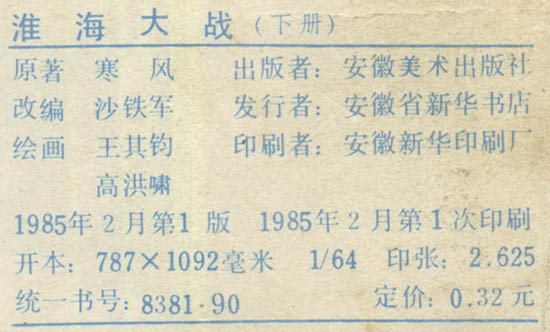 淮海大战（下册）
原著 寒风 出版者：安徽美术出版社
改编 沙铁军 发行者：安徽省新华书店
绘画 王其钧 印刷者：安徽新华印刷厂
高洪啸
1985年2月第1版 1985年2月第1次印刷
开本：787×1092毫米 1/64 印张：2.625
统一书号：8381·90 定价：0.32元